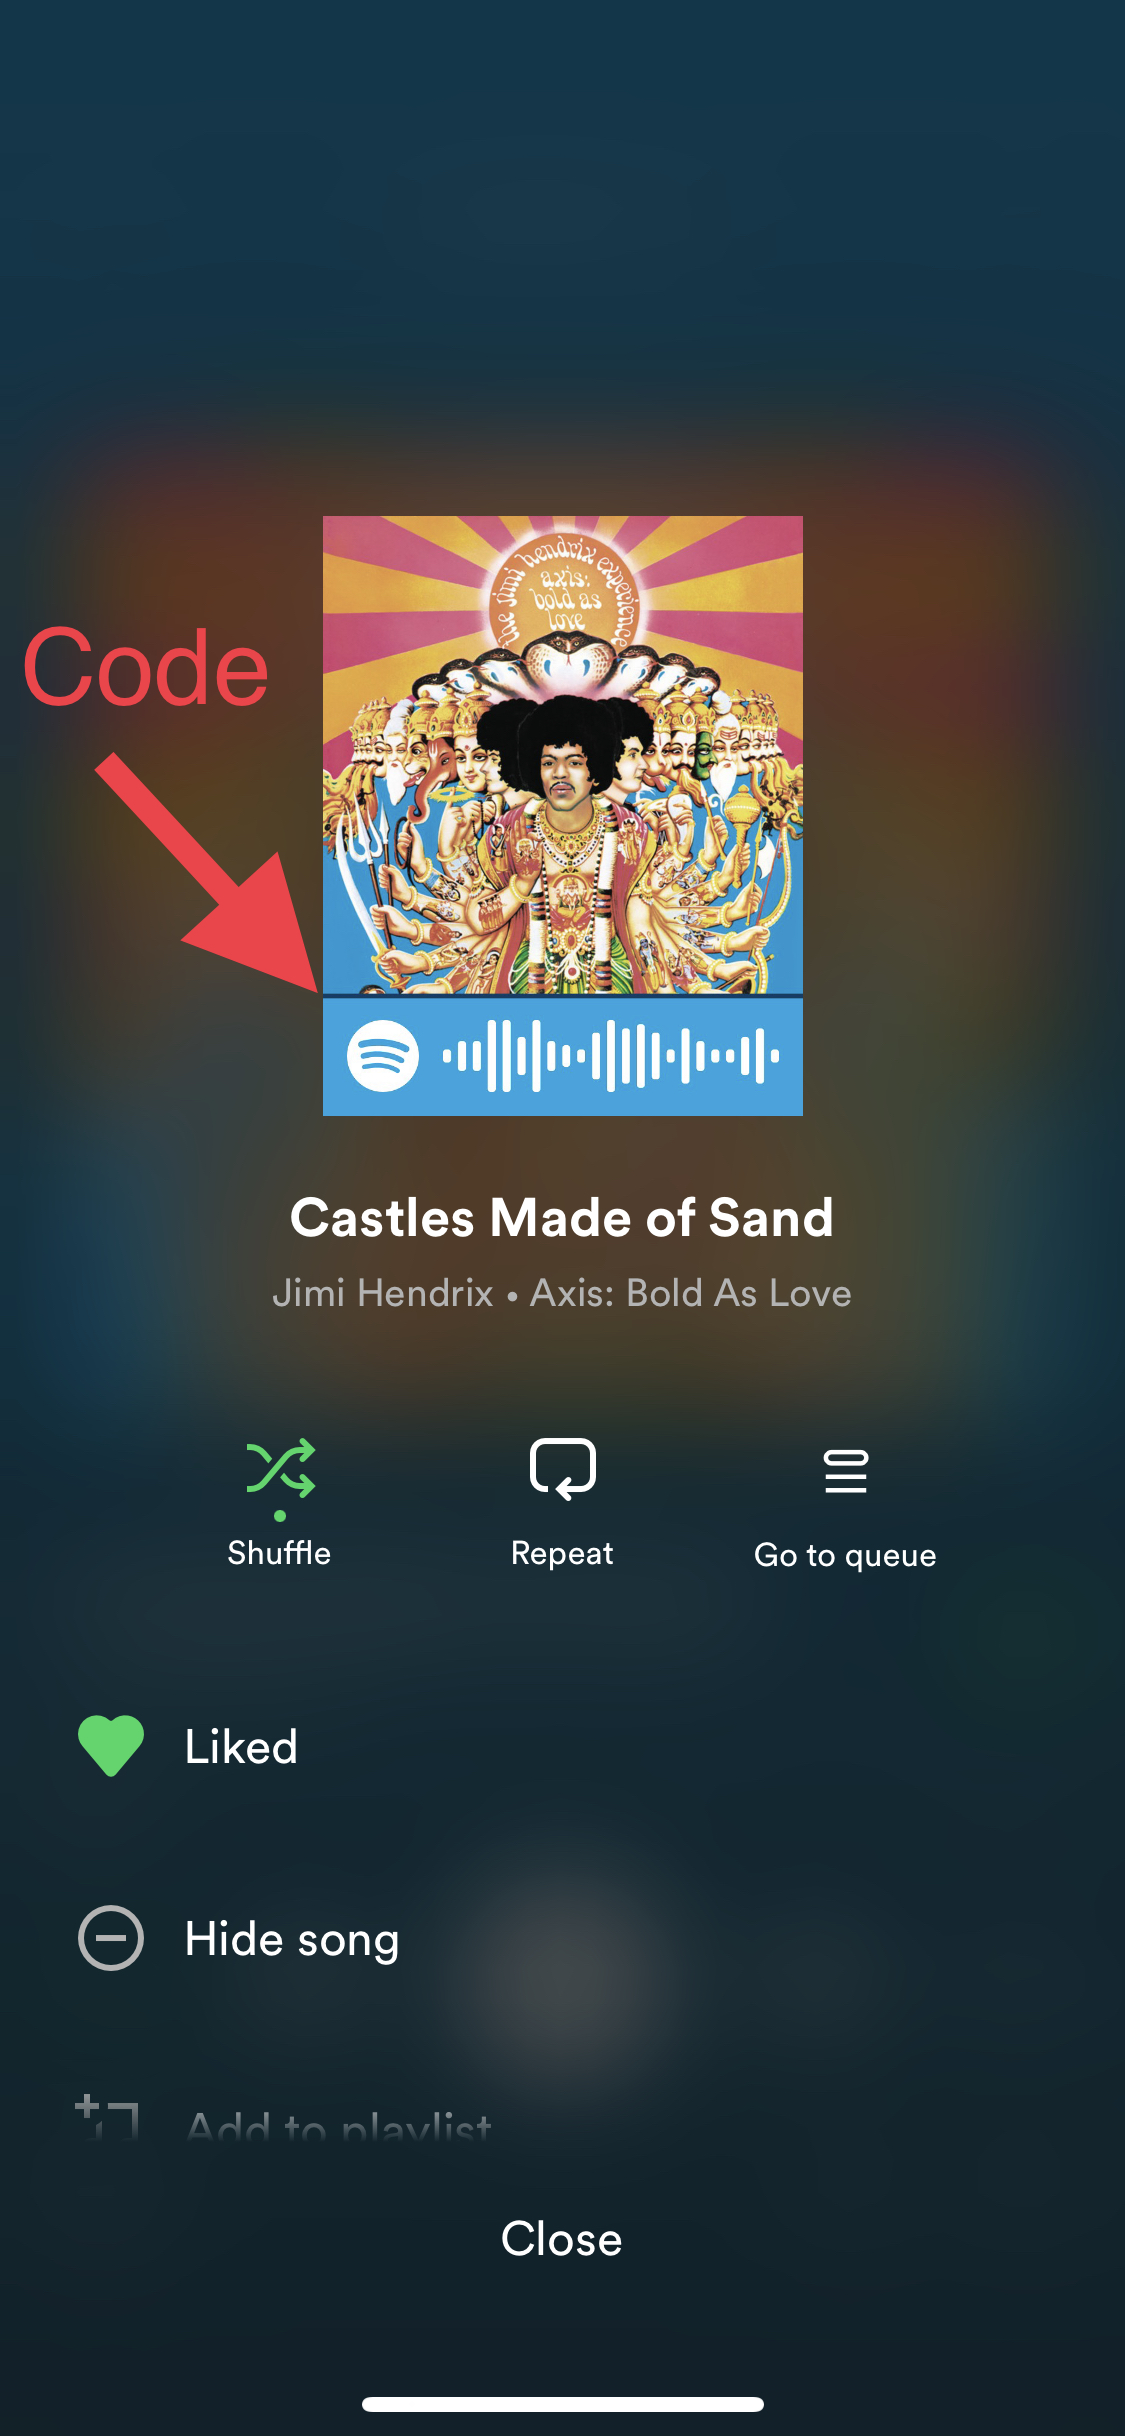 the jimi hendrix experience
axis:
bold as
love
Code
Castles Made of Sand
Jimi Hendrix • Axis: Bold As Love
Shuffle
Repeat
Go to queue
Liked
Hide song
Add to playlist
Close